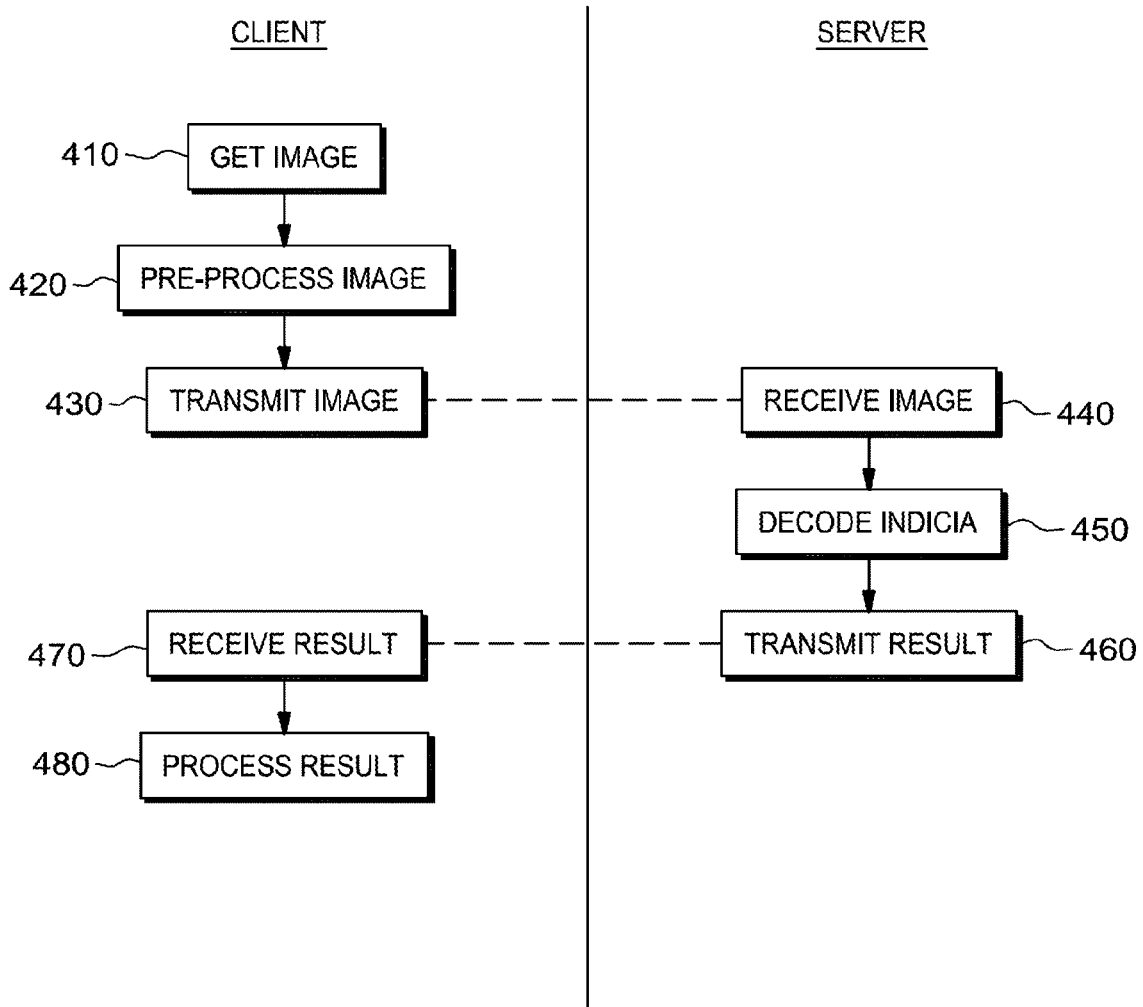 CLIENT
SERVER
410
GET IMAGE
420
PRE-PROCESS IMAGE
430
TRANSMIT IMAGE
RECEIVE IMAGE
440
DECODE INDICIA
450
470
RECEIVE RESULT
TRANSMIT RESULT
460
480
PROCESS RESULT